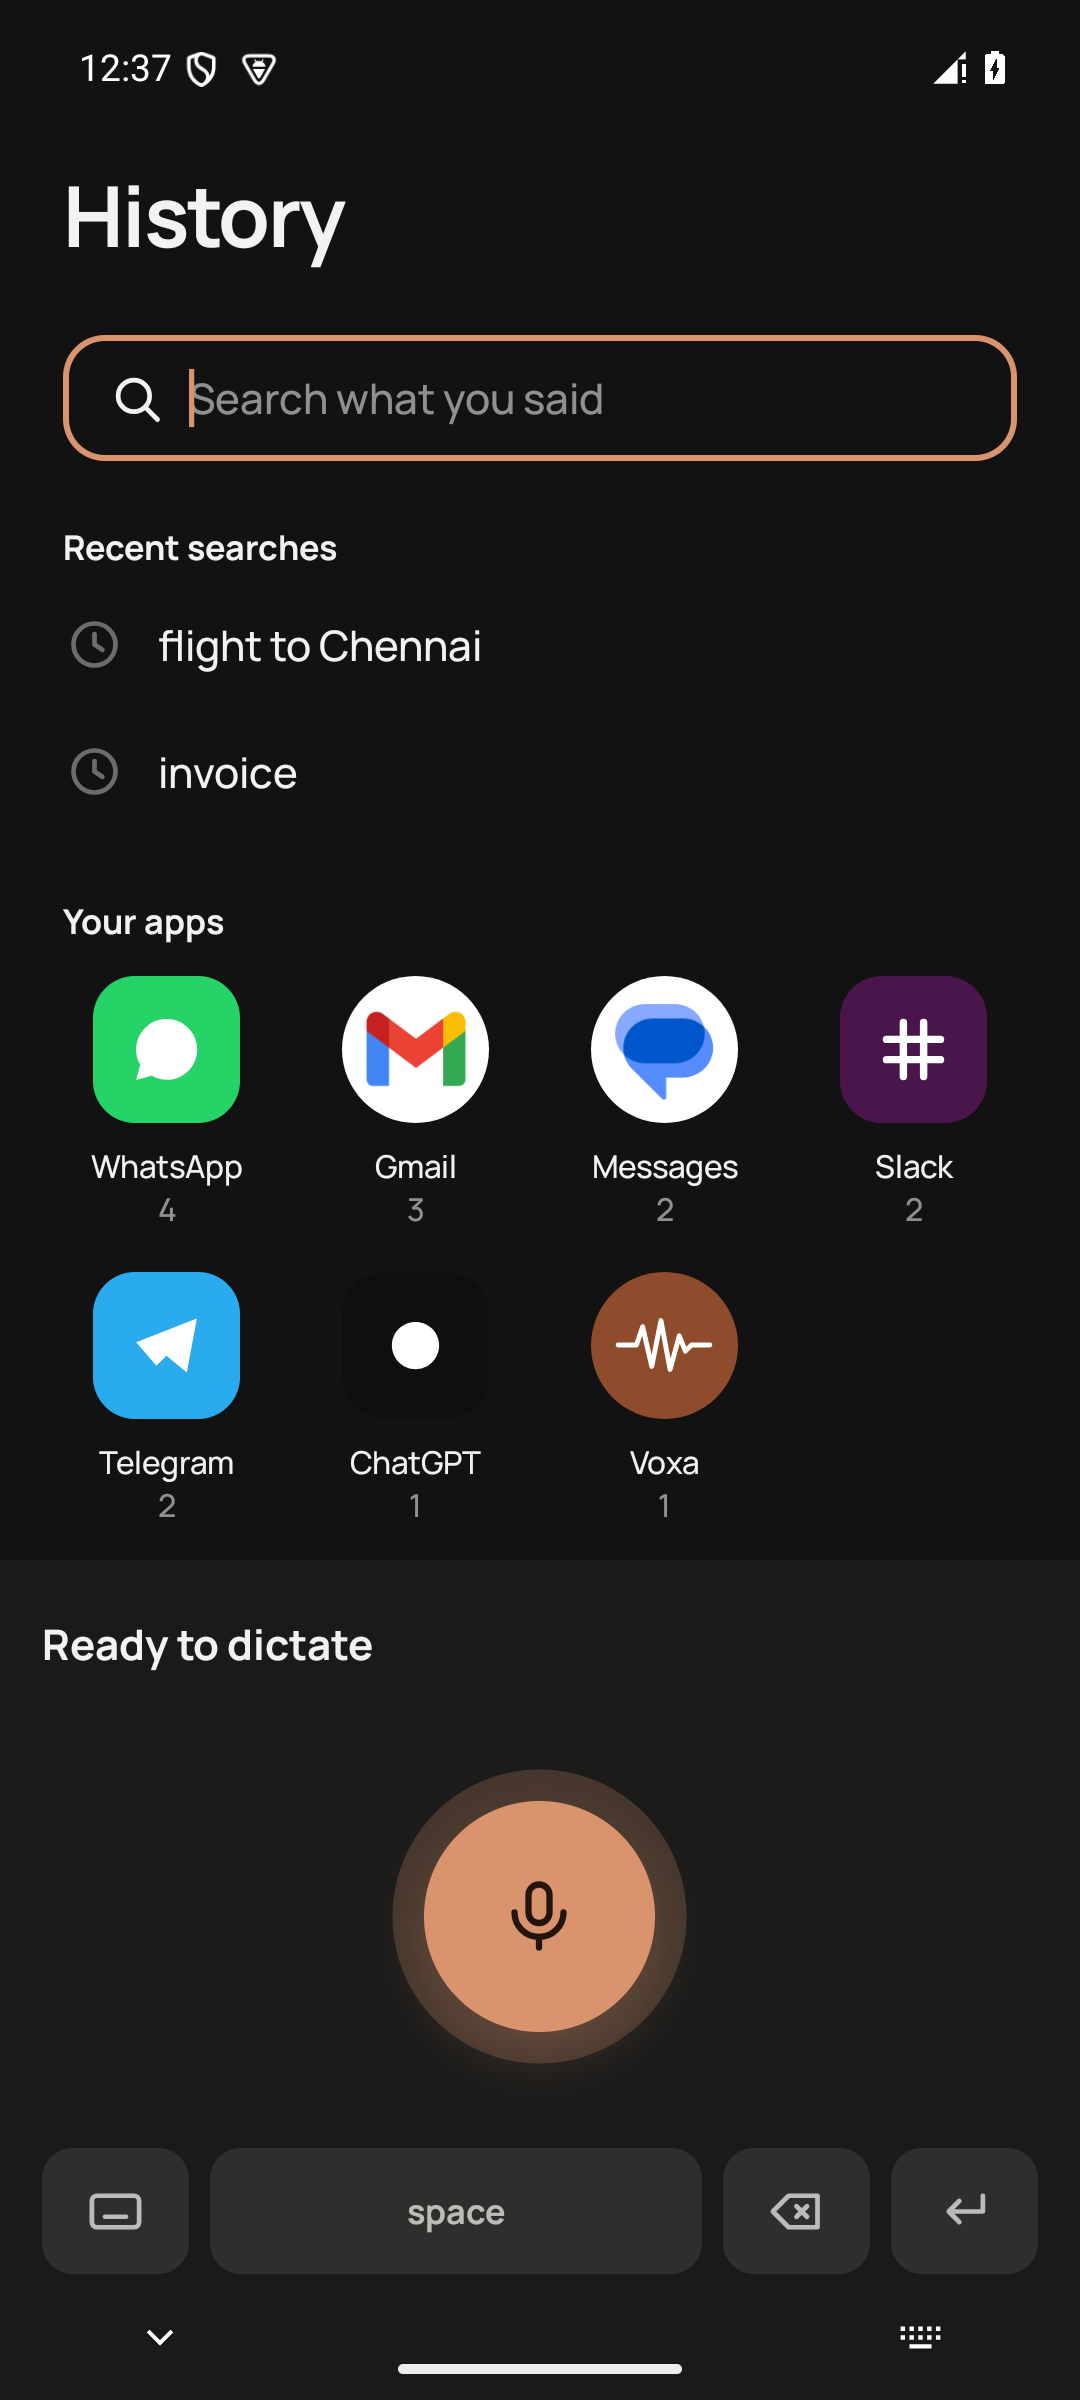 12:37
History
Search what you said
Recent searches
flight to Chennai
invoice
Your apps
WhatsApp Gmail Messages Slack
4 3 2 2
Telegram ChatGPT Voxa
2 1 1
Ready to dictate
space